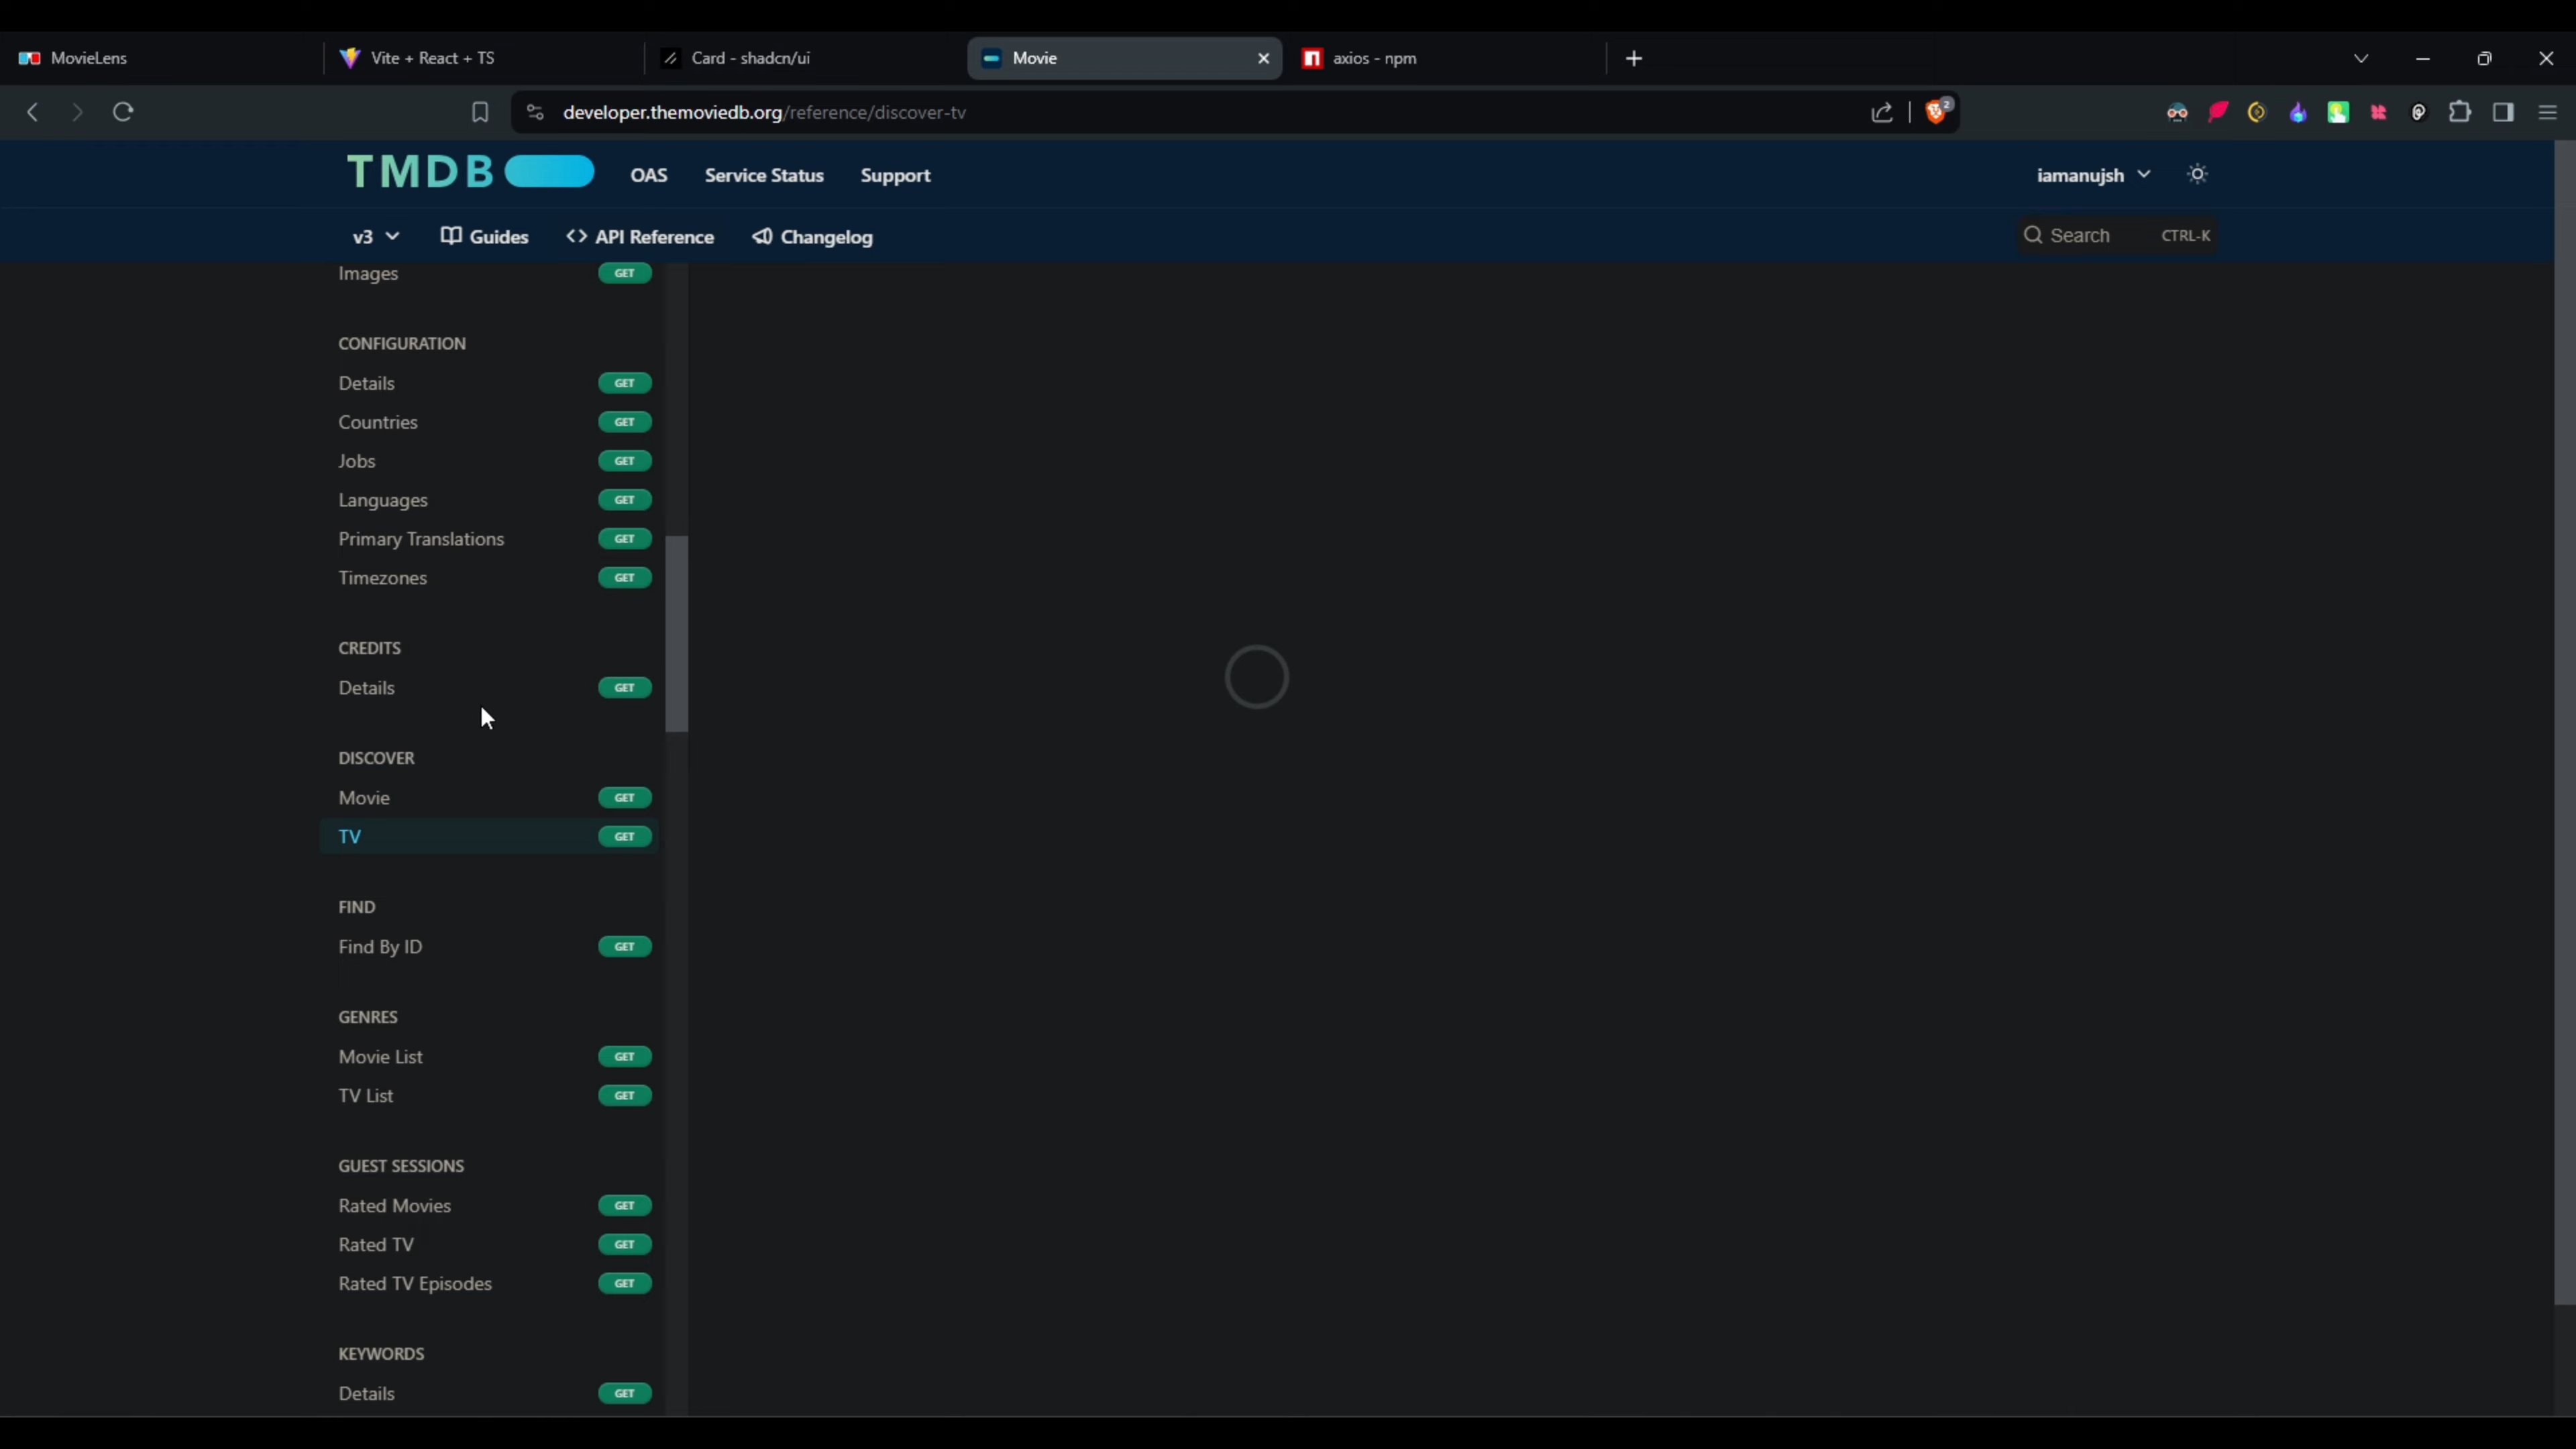 MovieLens
Vite + React + TS
Card - shadcn/ui
Movie
axios - npm
developer.themoviedb.org/reference/discover-tv
2
TMDB
OAS
Service Status
Support
iamanujsh
v3
Guides
API Reference
Changelog
Search
CTRL-K
Images GET
CONFIGURATION
Details GET
Countries GET
Jobs GET
Languages GET
Primary Translations GET
Timezones GET
CREDITS
Details GET
DISCOVER
Movie GET
TV GET
FIND
Find By ID GET
GENRES
Movie List GET
TV List GET
GUEST SESSIONS
Rated Movies GET
Rated TV GET
Rated TV Episodes GET
KEYWORDS
Details GET